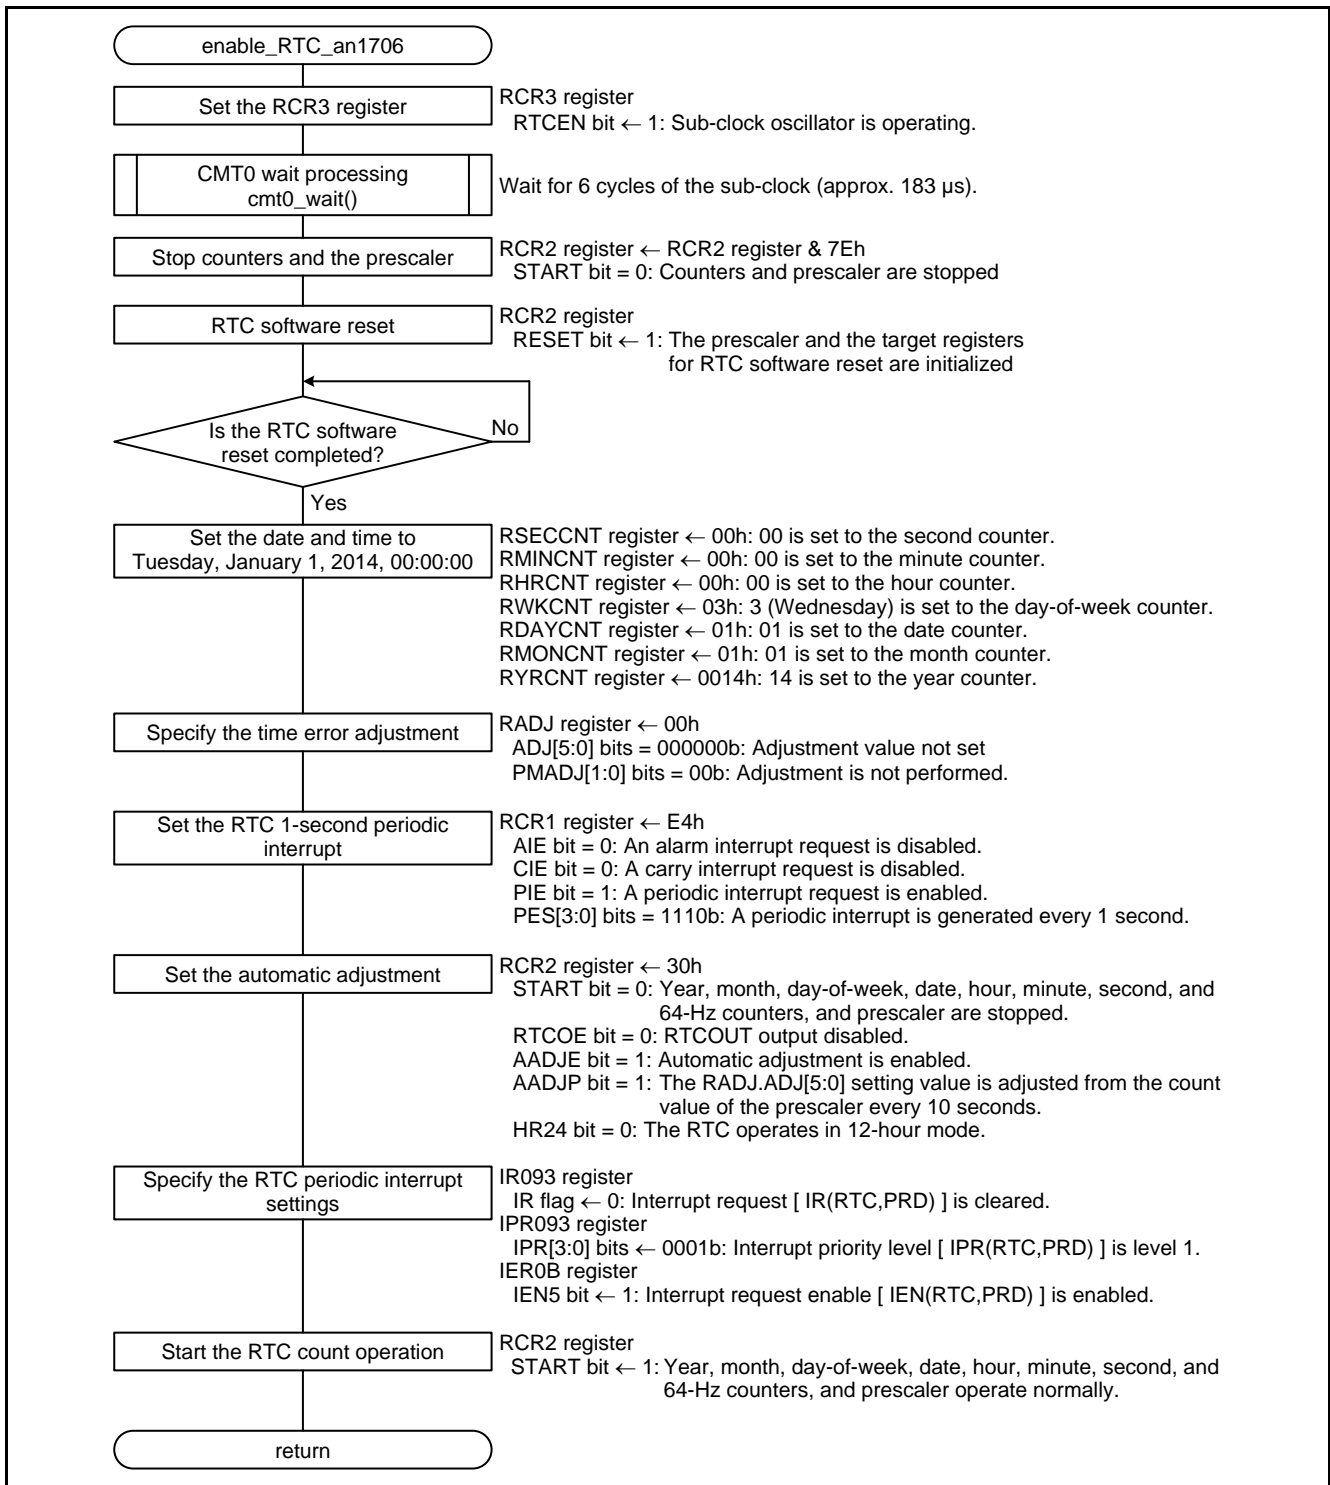 enable_RTC_an1706
Set the RCR3 register
RCR3 register
RTCEN bit ← 1: Sub-clock oscillator is operating.
CMT0 wait processing
cmt0_wait()
Wait for 6 cycles of the sub-clock (approx. 183 µs).
Stop counters and the prescaler
RCR2 register ← RCR2 register & 7Eh
START bit = 0: Counters and prescaler are stopped
RTC software reset
RCR2 register
RESET bit ← 1: The prescaler and the target registers
for RTC software reset are initialized
Is the RTC software
reset completed?
No
Yes
Set the date and time to
Tuesday, January 1, 2014, 00:00:00
RSECCNT register ← 00h: 00 is set to the second counter.
RMINCNT register ← 00h: 00 is set to the minute counter.
RHRCNT register ← 00h: 00 is set to the hour counter.
RWKCNT register ← 03h: 3 (Wednesday) is set to the day-of-week counter.
RDAYCNT register ← 01h: 01 is set to the date counter.
RMONCNT register ← 01h: 01 is set to the month counter.
RYRCNT register ← 0014h: 14 is set to the year counter.
Specify the time error adjustment
RADJ register ← 00h
ADJ[5:0] bits = 000000b: Adjustment value not set
PMADJ[1:0] bits = 00b: Adjustment is not performed.
Set the RTC 1-second periodic
interrupt
RCR1 register ← E4h
AIE bit = 0: An alarm interrupt request is disabled.
CIE bit = 0: A carry interrupt request is disabled.
PIE bit = 1: A periodic interrupt request is enabled.
PES[3:0] bits = 1110b: A periodic interrupt is generated every 1 second.
Set the automatic adjustment
RCR2 register ← 30h
START bit = 0: Year, month, day-of-week, date, hour, minute, second, and
64-Hz counters, and prescaler are stopped.
RTCOE bit = 0: RTCOUT output disabled.
AADJE bit = 1: Automatic adjustment is enabled.
AADJP bit = 1: The RADJ.ADJ[5:0] setting value is adjusted from the count
value of the prescaler every 10 seconds.
HR24 bit = 0: The RTC operates in 12-hour mode.
Specify the RTC periodic interrupt
settings
IR093 register
IR flag ← 0: Interrupt request [ IR(RTC,PRD) ] is cleared.
IPR093 register
IPR[3:0] bits ← 0001b: Interrupt priority level [ IPR(RTC,PRD) ] is level 1.
IER0B register
IEN5 bit ← 1: Interrupt request enable [ IEN(RTC,PRD) ] is enabled.
Start the RTC count operation
RCR2 register
START bit ← 1: Year, month, day-of-week, date, hour, minute, second, and
64-Hz counters, and prescaler operate normally.
return